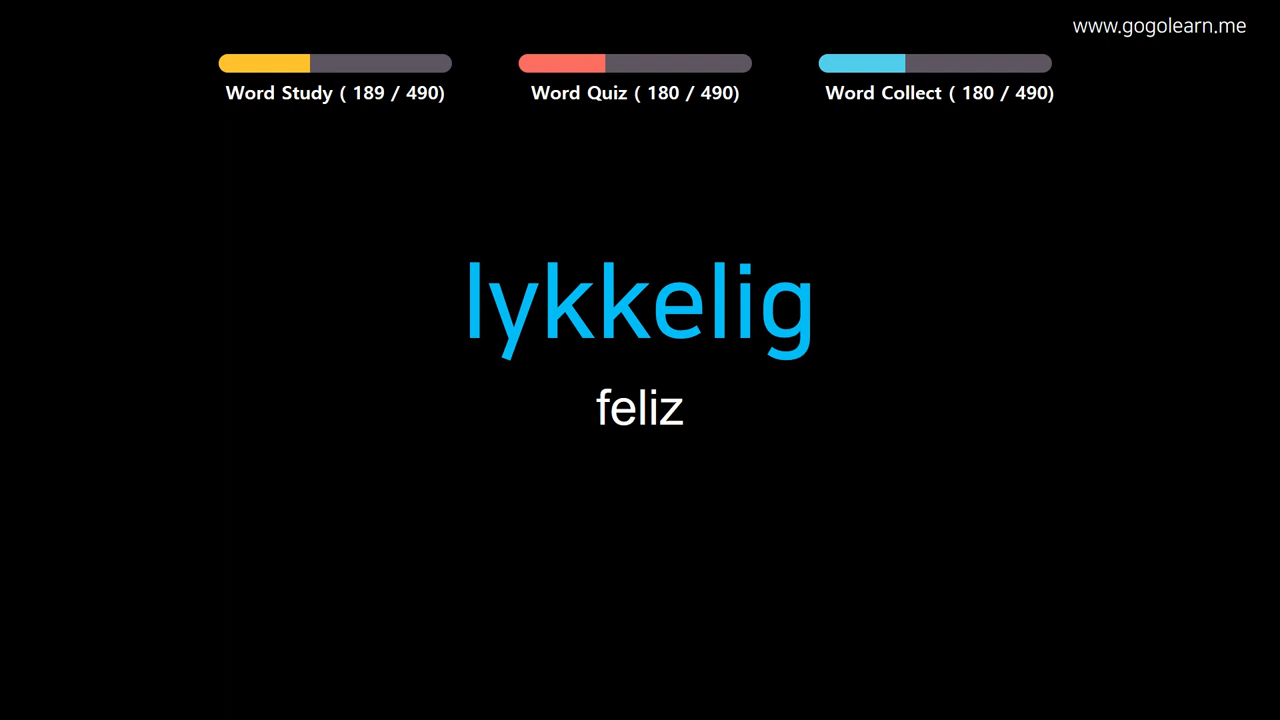 www.gogolearn.me
Word Study ( 189 / 490)
Word Quiz ( 180 / 490)
Word Collect ( 180 / 490)
lykkelig
feliz